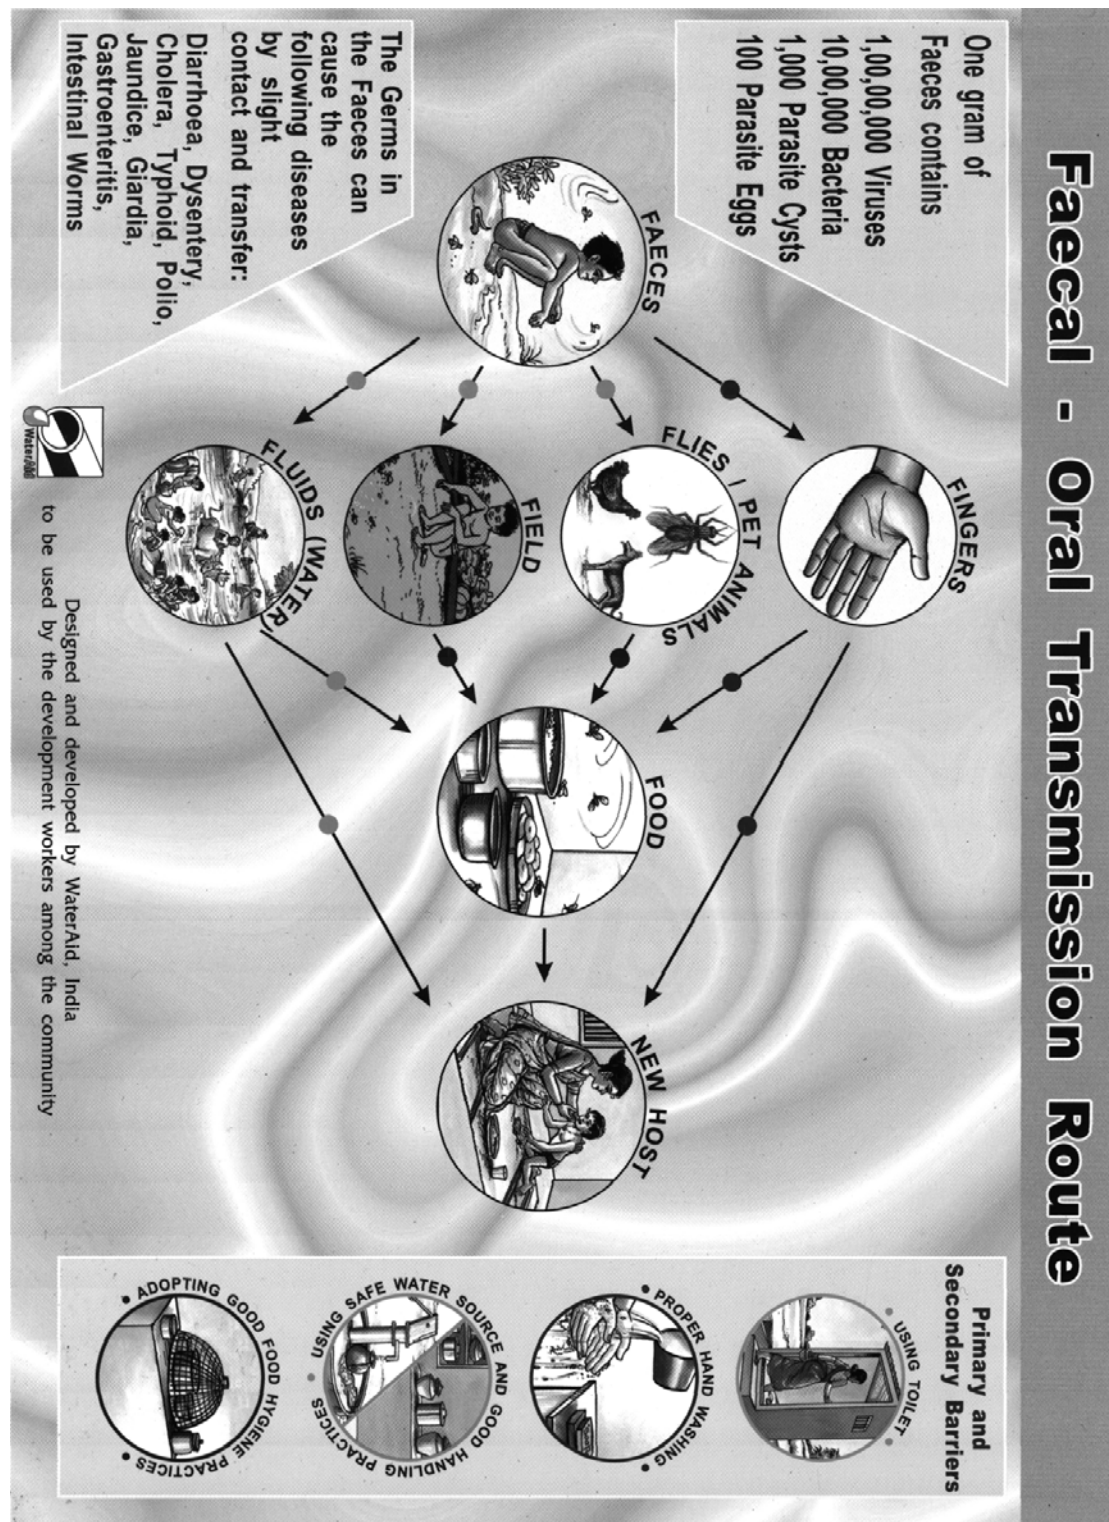 Faecal - Oral Transmission Route
One gram of
Faeces contains
1,00,00,000 Viruses
10,00,000 Bacteria
1,000 Parasite Cysts
100 Parasite Eggs
The Germs in
the Faeces can
cause the
following diseases
by slight
contact and transfer:
Diarrhoea, Dysentery,
Cholera, Typhoid, Polio,
Jaundice, Giardia,
Gastroenteritis,
Intestinal Worms
FAECES
FINGERS
FLIES / PET ANIMALS
FIELD
FLUIDS (WATER)
FOOD
NEW HOST
Primary and
Secondary Barriers
• USING TOILET •
• PROPER HAND WASHING •
• USING SAFE WATER SOURCE AND GOOD HANDLING PRACTICES •
• ADOPTING GOOD FOOD HYGIENE PRACTICES •
WaterAid
Designed and developed by WaterAid, India
to be used by the development workers among the community